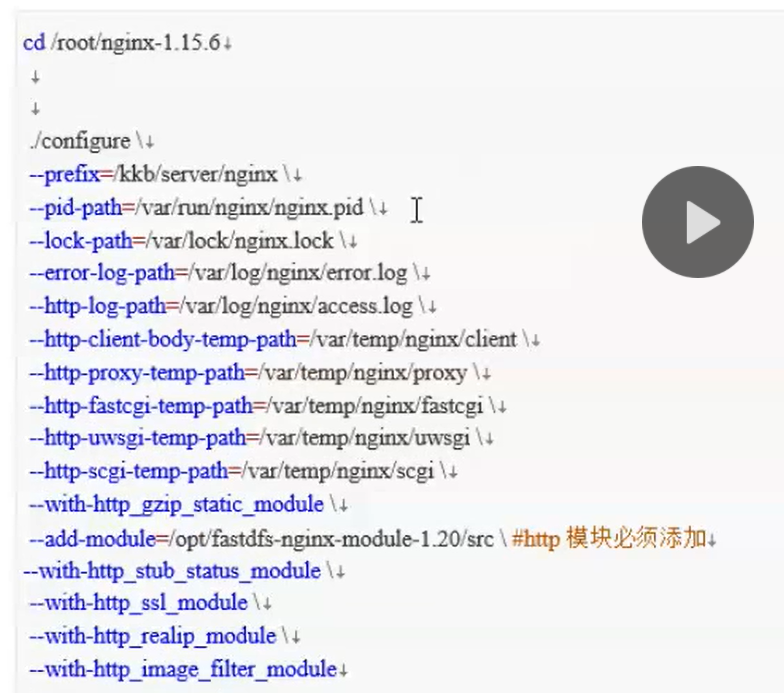 cd /root/nginx-1.15.6↓
↓
↓
./configure \↓
--prefix=/kkb/server/nginx \↓
--pid-path=/var/run/nginx/nginx.pid \↓
--lock-path=/var/lock/nginx.lock \↓
--error-log-path=/var/log/nginx/error.log \↓
--http-log-path=/var/log/nginx/access.log \↓
--http-client-body-temp-path=/var/temp/nginx/client \↓
--http-proxy-temp-path=/var/temp/nginx/proxy \↓
--http-fastcgi-temp-path=/var/temp/nginx/fastcgi \↓
--http-uwsgi-temp-path=/var/temp/nginx/uwsgi \↓
--http-scgi-temp-path=/var/temp/nginx/scgi \↓
--with-http_gzip_static_module \↓
--add-module=/opt/fastdfs-nginx-module-1.20/src \ #http 模块必须添加↓
--with-http_stub_status_module \↓
--with-http_ssl_module \↓
--with-http_realip_module \↓
--with-http_image_filter_module↓